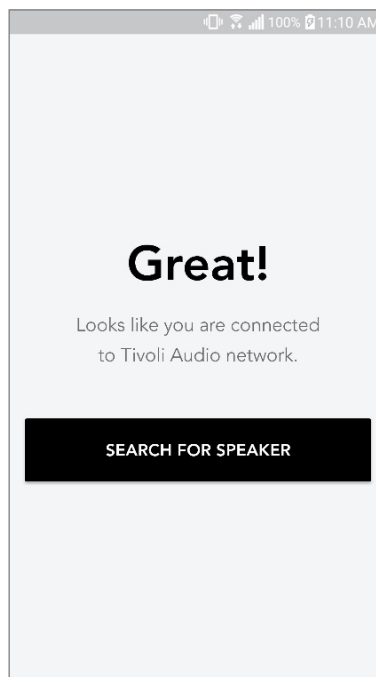 100% 11:10 AM
Great!
Looks like you are connected
to Tivoli Audio network.
SEARCH FOR SPEAKER